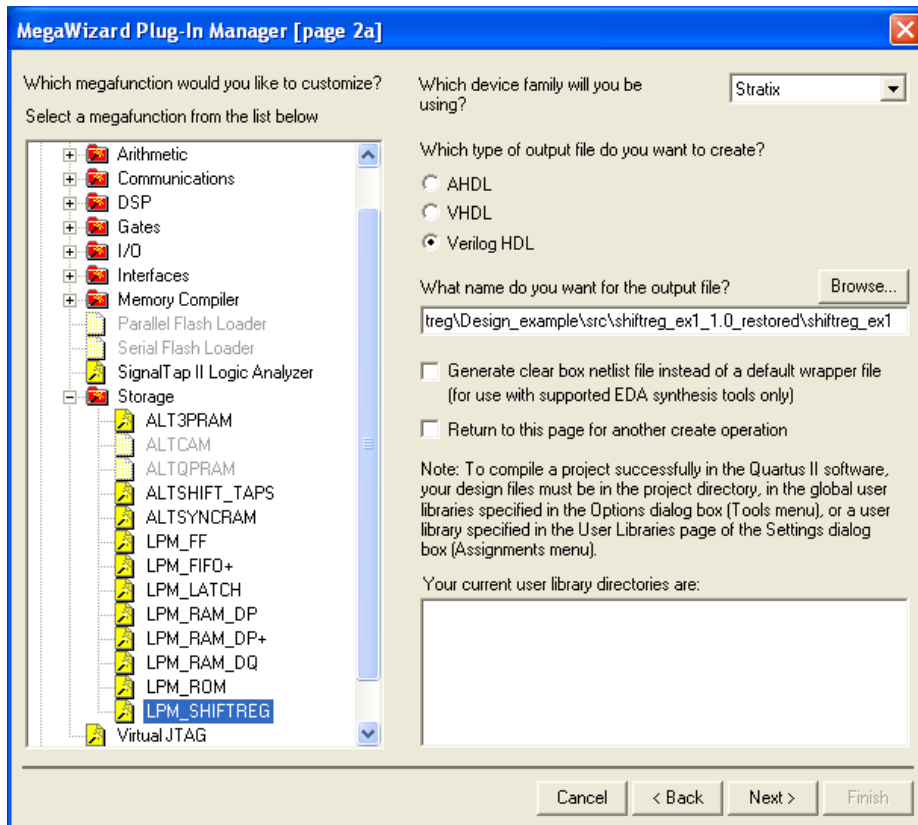 MegaWizard Plug-In Manager [page 2a]
Which megafunction would you like to customize?
Select a megafunction from the list below
Arithmetic
Communications
DSP
Gates
I/O
Interfaces
Memory Compiler
Parallel Flash Loader
Serial Flash Loader
SignalTap II Logic Analyzer
Storage
ALT3PRAM
ALTCAM
ALTQPRAM
ALTSHIFT_TAPS
ALTSYNCRAM
LPM_FF
LPM_FIFO+
LPM_LATCH
LPM_RAM_DP
LPM_RAM_DP+
LPM_RAM_DQ
LPM_ROM
LPM_SHIFTREG
Virtual JTAG
Which device family will you be
using?
Stratix
Which type of output file do you want to create?
AHDL
VHDL
Verilog HDL
What name do you want for the output file?
Browse...
treg\Design_example\src\shiftreg_ex1_1.0_restored\shiftreg_ex1
Generate clear box netlist file instead of a default wrapper file
(for use with supported EDA synthesis tools only)
Return to this page for another create operation
Note: To compile a project successfully in the Quartus II software,
your design files must be in the project directory, in the global user
libraries specified in the Options dialog box (Tools menu), or a user
library specified in the User Libraries page of the Settings dialog
box (Assignments menu).
Your current user library directories are:
Cancel
< Back
Next >
Finish